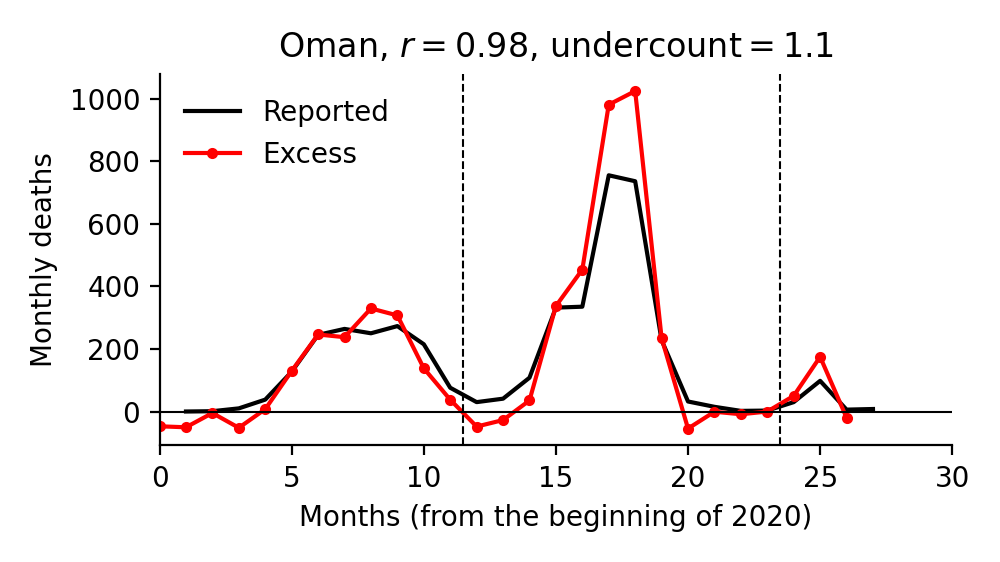 Oman, r = 0.98, undercount = 1.1
Reported
Excess
Monthly deaths
1000
800
600
400
200
0
0 5 10 15 20 25 30
Months (from the beginning of 2020)